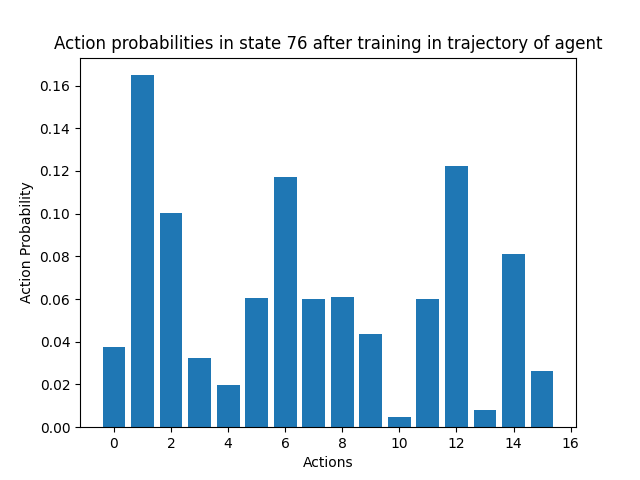 Action probabilities in state 76 after training in trajectory of agent
0.16
0.14
0.12
0.10
0.08
0.06
0.04
0.02
0.00
Action Probability
0 2 4 6 8 10 12 14 16
Actions